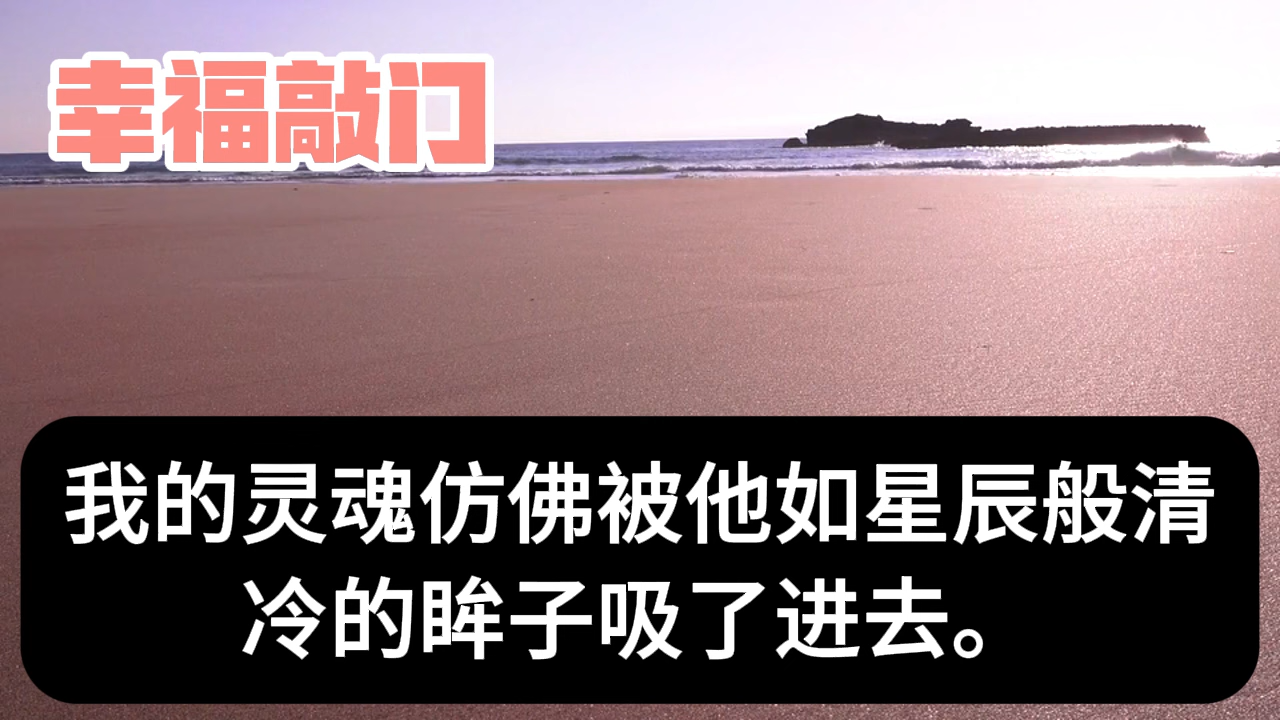 幸福敲门
我的灵魂仿佛被他如星辰般清
冷的眸子吸了进去。